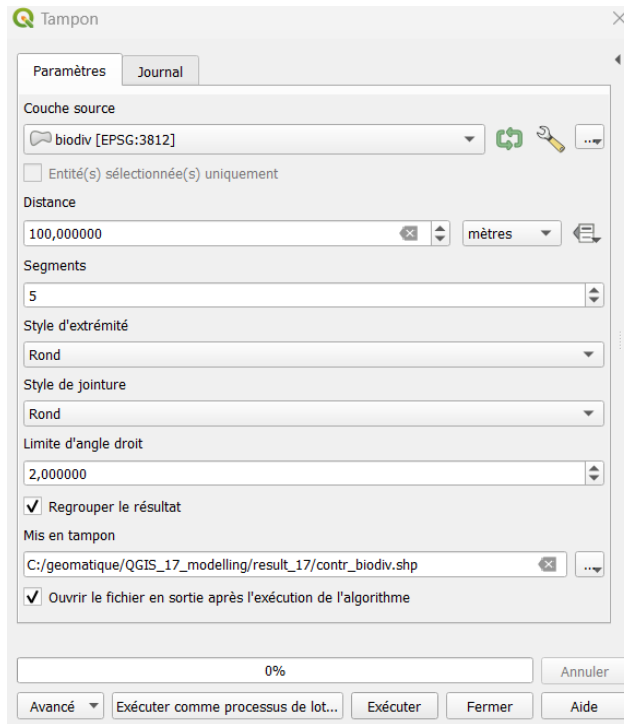 Tampon
Paramètres
Journal
Couche source
biodiv [EPSG:3812]
...
Entité(s) sélectionnée(s) uniquement
Distance
100,000000
mètres
Segments
5
Style d'extrémité
Rond
Style de jointure
Rond
Limite d'angle droit
2,000000
Regrouper le résultat
Mis en tampon
C:/geomatique/QGIS_17_modelling/result_17/contr_biodiv.shp
...
Ouvrir le fichier en sortie après l'exécution de l'algorithme
0%
Annuler
Avancé
Exécuter comme processus de lot...
Exécuter
Fermer
Aide